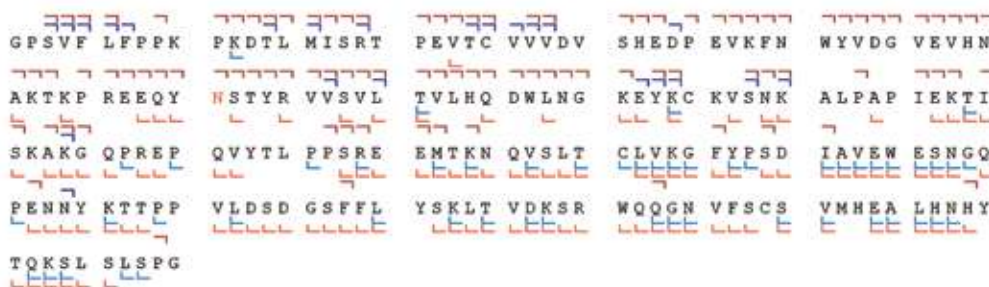 GPSVF LFPPK PKDTL MISRT PEVTC VVVDV SHEDP EVKFN WYVDG VEVHN
AKTKP REEQY NSTYR VVSVL TVLHQ DWLNG KEYKC KVSNK ALPAP IEKTI
SKAKG QPREP QVYTL PPSRE EMTKN QVSLT CLVKG FYPSD IAVEW ESNGQ
PENNY KTTPP VLDSD GSFFL YSKLT VDKSR WQQGN VFSCS VMHEA LHNHY
TQKSL SLSPG